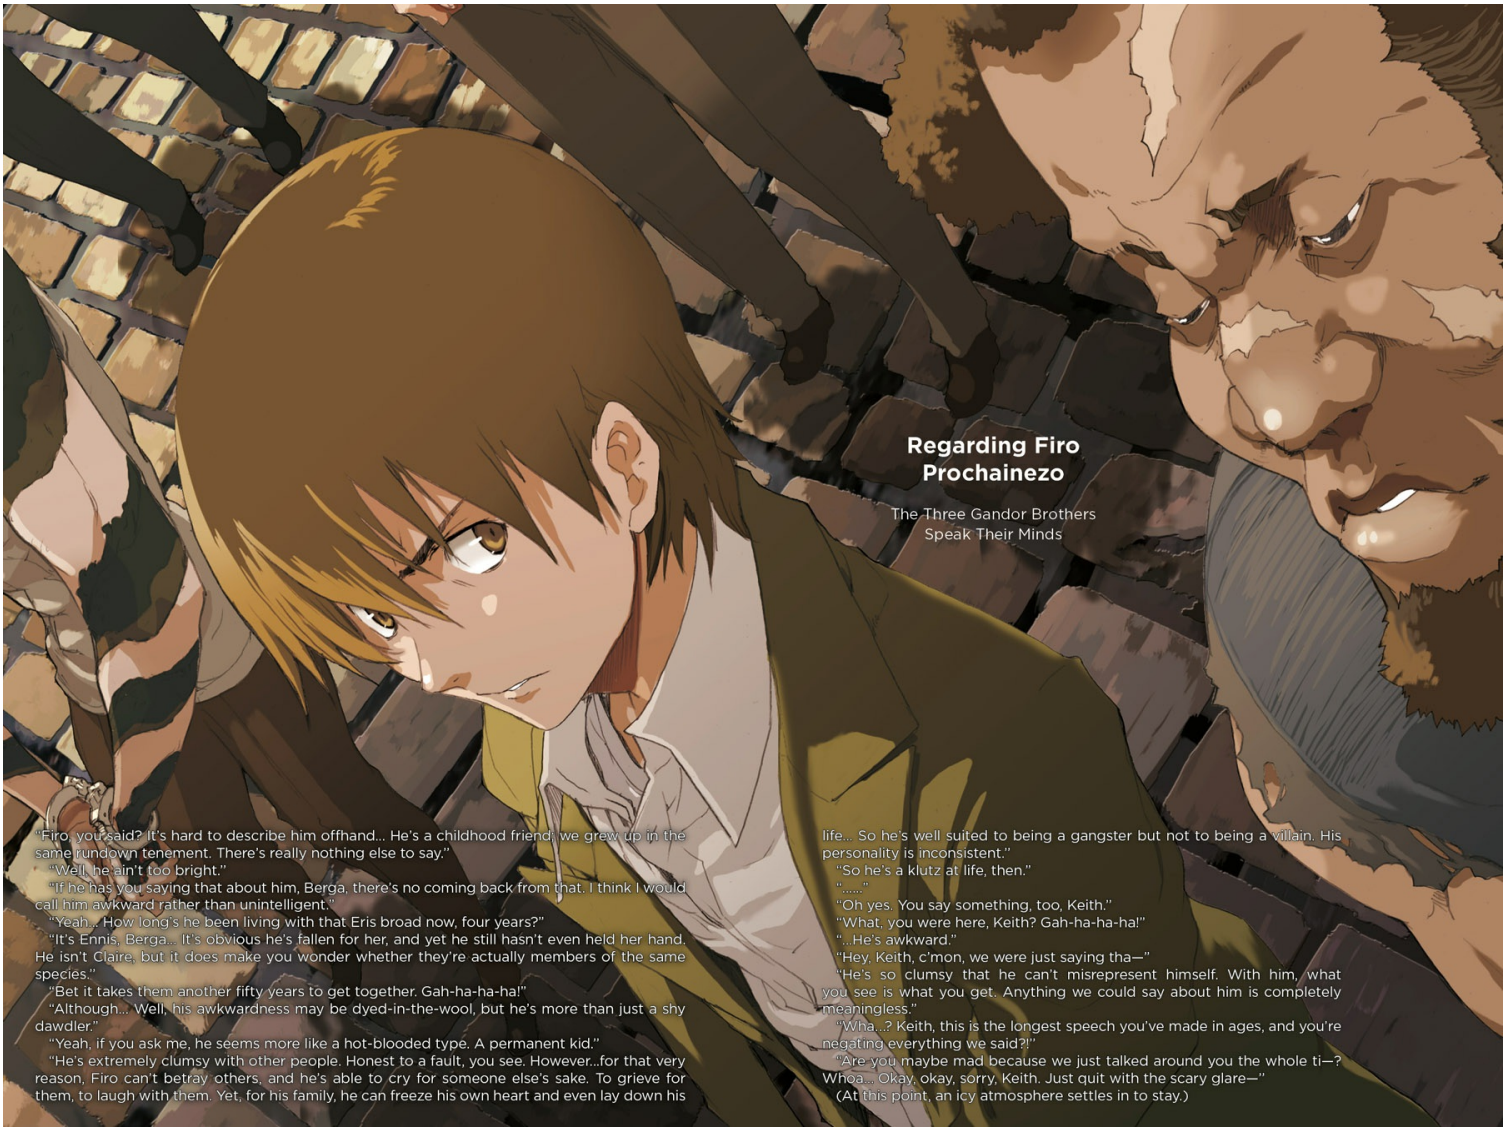 Regarding Firo
Prochainezo
The Three Gandor Brothers
Speak Their Minds
“Firo, you said? It’s hard to describe him offhand... He’s a childhood friend; we grew up in the
same rundown tenement. There’s really nothing else to say.”
“Well, he ain’t too bright.”
“If he has you saying that about him, Berga, there’s no coming back from that. I think I would
call him awkward rather than unintelligent.”
“Yeah... How long’s he been living with that Eris broad now, four years?”
“It’s Ennis, Berga... It’s obvious he’s fallen for her, and yet he still hasn’t even held her hand.
He isn’t Claire, but it does make you wonder whether they’re actually members of the same
species.”
“Bet it takes them another fifty years to get together. Gah-ha-ha-ha!”
“Although... Well, his awkwardness may be dyed-in-the-wool, but he’s more than just a shy
dawdler.”
“Yeah, if you ask me, he seems more like a hot-blooded type. A permanent kid.”
“He’s extremely clumsy with other people. Honest to a fault, you see. However...for that very
reason, Firo can’t betray others, and he’s able to cry for someone else’s sake. To grieve for
them, to laugh with them. Yet, for his family, he can freeze his own heart and even lay down his
life... So he’s well suited to being a gangster but not to being a villain. His
personality is inconsistent.”
“So he’s a klutz at life, then.”
“......”
“Oh yes. You say something, too, Keith.”
“What, you were here, Keith? Gah-ha-ha-ha!”
“...He’s awkward.”
“Hey, Keith, c’mon, we were just saying tha—”
“He’s so clumsy that he can’t misrepresent himself. With him, what
you see is what you get. Anything we could say about him is completely
meaningless.”
“Wha...? Keith, this is the longest speech you’ve made in ages, and you’re
negating everything we said?!”
“Are you maybe mad because we just talked around you the whole ti—?
Whoa... Okay, okay, sorry, Keith. Just quit with the scary glare—”
(At this point, an icy atmosphere settles in to stay.)